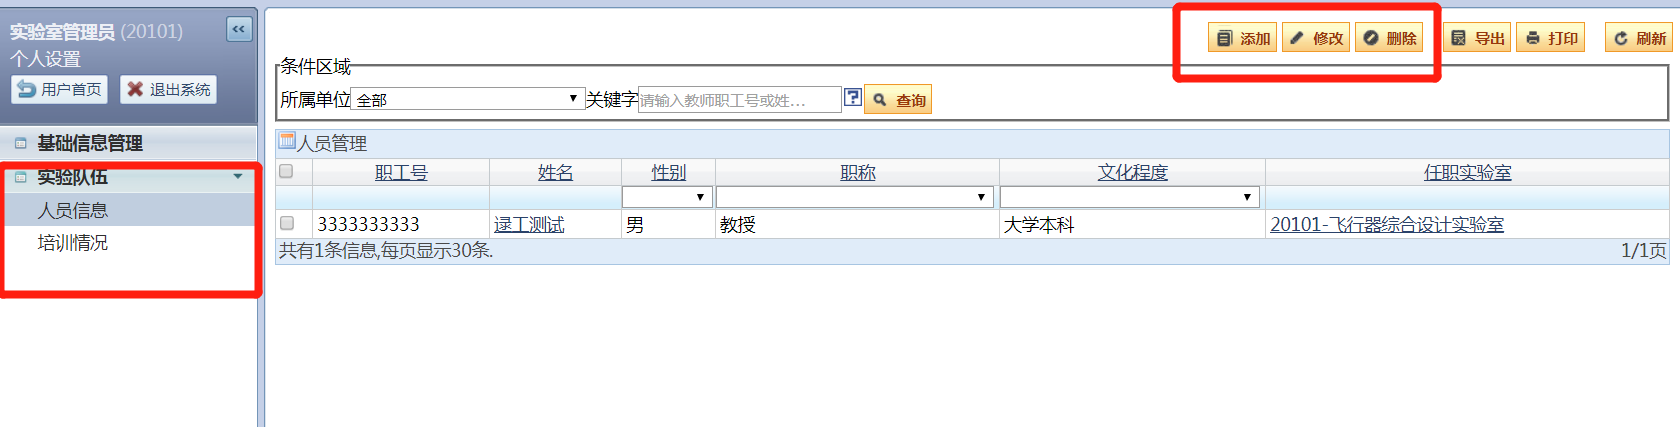 实验室管理员 (20101)
个人设置
用户首页 退出系统
基础信息管理
实验队伍
人员信息
培训情况
添加 修改 删除 导出 打印 刷新
条件区域
所属单位 全部 关键字 请输入教师职工号或姓... ? 查询
人员管理
职工号 姓名 性别 职称 文化程度 任职实验室
3333333333 逯工测试 男 教授 大学本科 20101-飞行器综合设计实验室
共有1条信息,每页显示30条. 1/1页